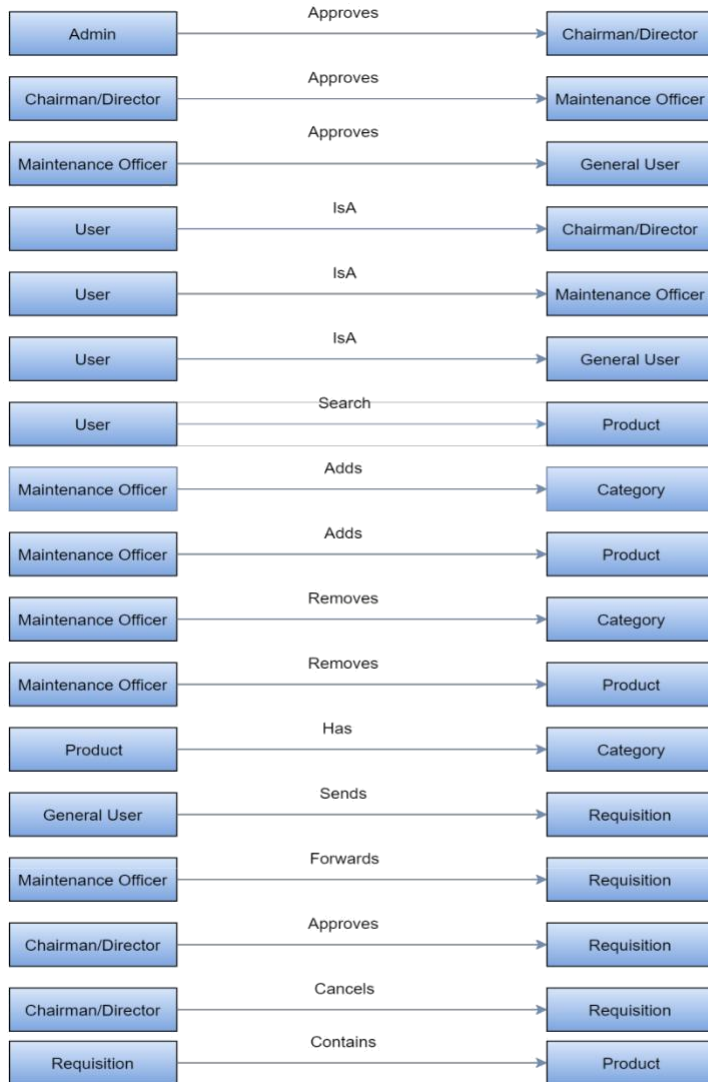 Approves
Admin Chairman/Director
Approves
Chairman/Director Maintenance Officer
Approves
Maintenance Officer General User
IsA
User Chairman/Director
IsA
User Maintenance Officer
IsA
User General User
Search
User Product
Adds
Maintenance Officer Category
Adds
Maintenance Officer Product
Removes
Maintenance Officer Category
Removes
Maintenance Officer Product
Has
Product Category
Sends
General User Requisition
Forwards
Maintenance Officer Requisition
Approves
Chairman/Director Requisition
Cancels
Chairman/Director Requisition
Contains
Requisition Product